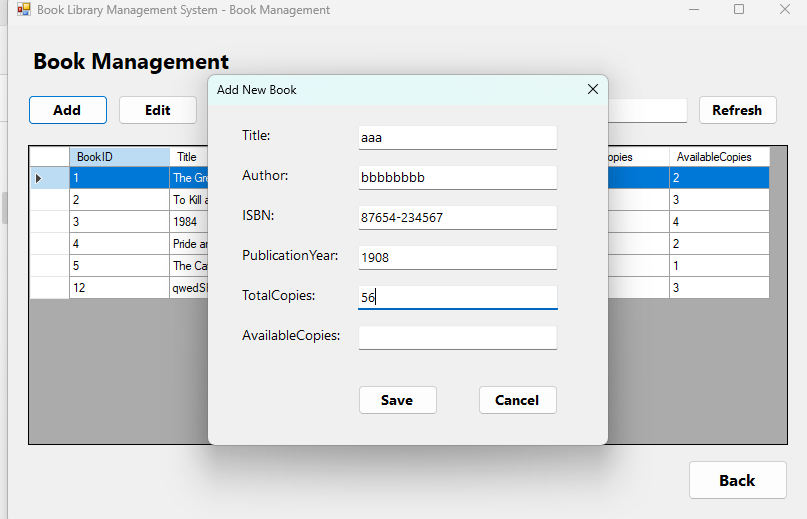 Book Library Management System - Book Management
Book Management
Add New Book
Add Edit Refresh
Title: aaa
BookID Title opies AvailableCopies
1 The Gr 2
Author: bbbbbbbb
2 To Kill 3
3 1984 4
ISBN: 87654-234567
4 Pride a 2
PublicationYear: 1908
5 The Ca 1
12 qwedS 3
TotalCopies: 56
AvailableCopies:
Save Cancel
Back